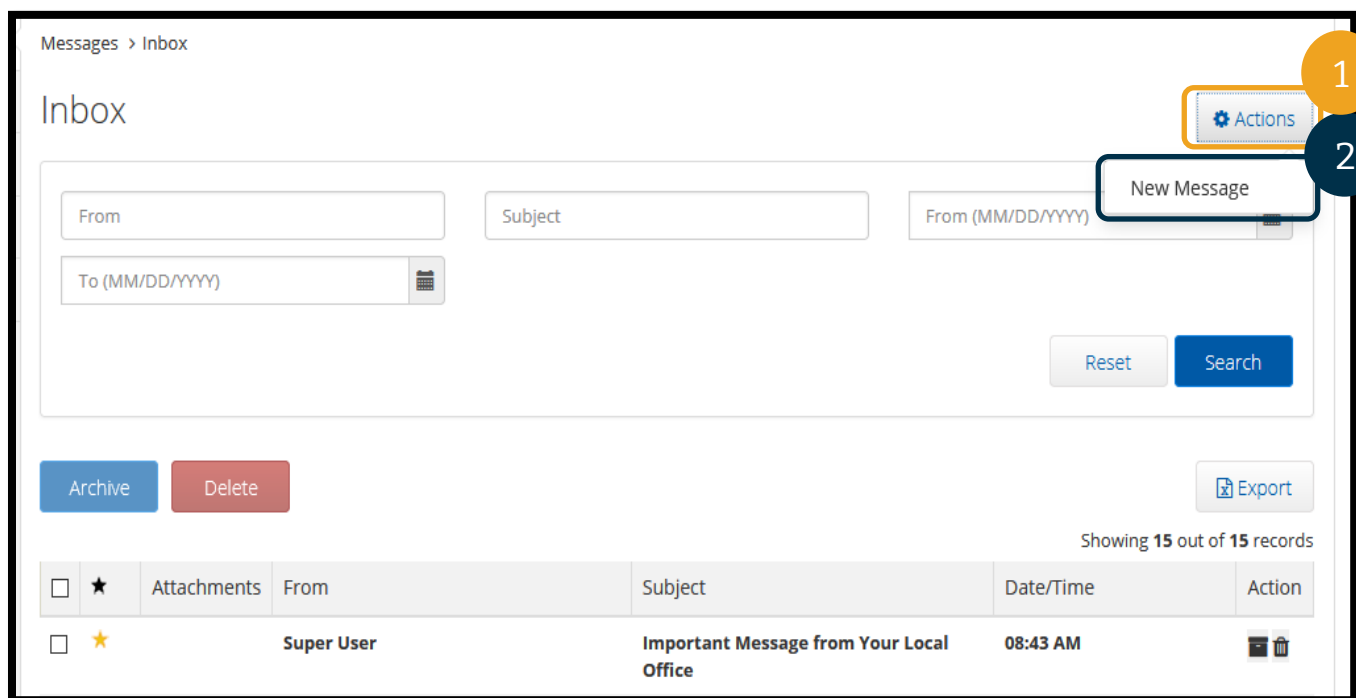 Messages > Inbox
1
Inbox
Actions
2
New Message
From
Subject
From (MM/DD/YYYY)
To (MM/DD/YYYY)
Reset
Search
Archive
Delete
Export
Showing 15 out of 15 records
Attachments From Subject Date/Time Action
Super User Important Message from Your Local 08:43 AM
Office